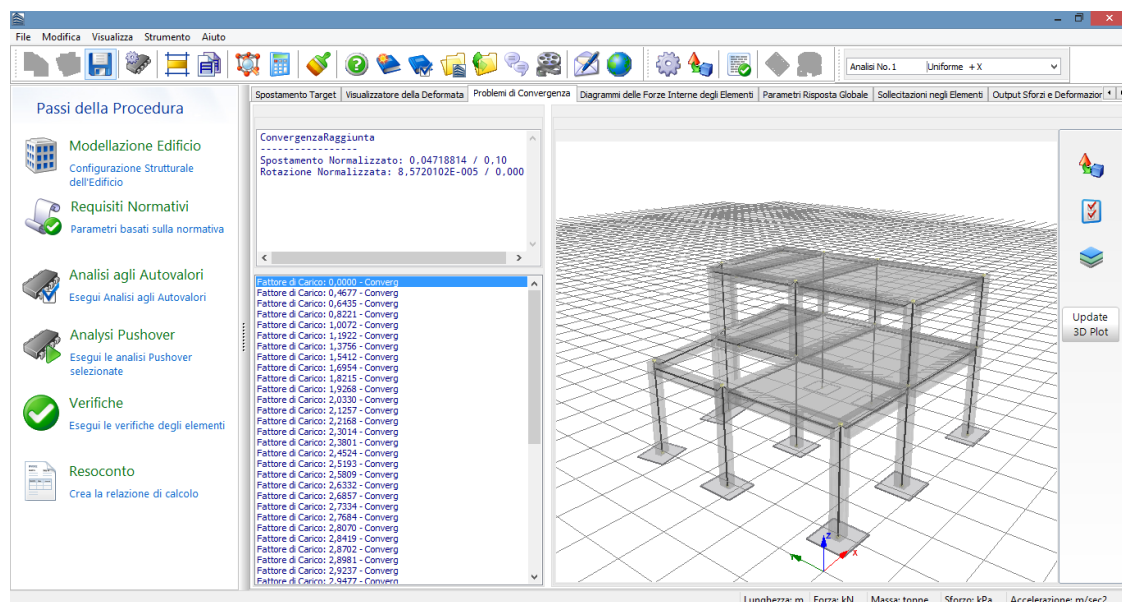 File Modifica Visualizza Strumento Aiuto
Analisi No. 1 Uniforme +X
Passi della Procedura
Modellazione Edificio
Configurazione Strutturale
dell'Edificio
Requisiti Normativi
Parametri basati sulla normativa
Analisi agli Autovalori
Esegui Analisi agli Autovalori
Analysi Pushover
Esegui le analisi Pushover
selezionate
Verifiche
Esegui le verifiche degli elementi
Resoconto
Crea la relazione di calcolo
Spostamento Target Visualizzatore della Deformata Problemi di Convergenza Diagrammi delle Forze Interne degli Elementi Parametri Risposta Globale Sollecitazioni negli Elementi Output Sforzi e Deformazior
ConvergenzaRaggiunta
-----------------
Spostamento Normalizzato: 0,04718814 / 0,10
Rotazione Normalizzata: 8,5720102E-005 / 0,000
Fattore di Carico: 0,0000 - Converg
Fattore di Carico: 0,4677 - Converg
Fattore di Carico: 0,6435 - Converg
Fattore di Carico: 0,8221 - Converg
Fattore di Carico: 1,0072 - Converg
Fattore di Carico: 1,1922 - Converg
Fattore di Carico: 1,3756 - Converg
Fattore di Carico: 1,5412 - Converg
Fattore di Carico: 1,6954 - Converg
Fattore di Carico: 1,8215 - Converg
Fattore di Carico: 1,9268 - Converg
Fattore di Carico: 2,0330 - Converg
Fattore di Carico: 2,1257 - Converg
Fattore di Carico: 2,2168 - Converg
Fattore di Carico: 2,3014 - Converg
Fattore di Carico: 2,3801 - Converg
Fattore di Carico: 2,4524 - Converg
Fattore di Carico: 2,5193 - Converg
Fattore di Carico: 2,5809 - Converg
Fattore di Carico: 2,6332 - Converg
Fattore di Carico: 2,6857 - Converg
Fattore di Carico: 2,7334 - Converg
Fattore di Carico: 2,7684 - Converg
Fattore di Carico: 2,8070 - Converg
Fattore di Carico: 2,8419 - Converg
Fattore di Carico: 2,8702 - Converg
Fattore di Carico: 2,8981 - Converg
Fattore di Carico: 2,9237 - Converg
Fattore di Carico: 2,9477 - Converg
Z
X
Y
Update
3D Plot
Lunghezza: m Forza: kN Massa: tonne Sforzo: kPa Accelerazione: m/sec2